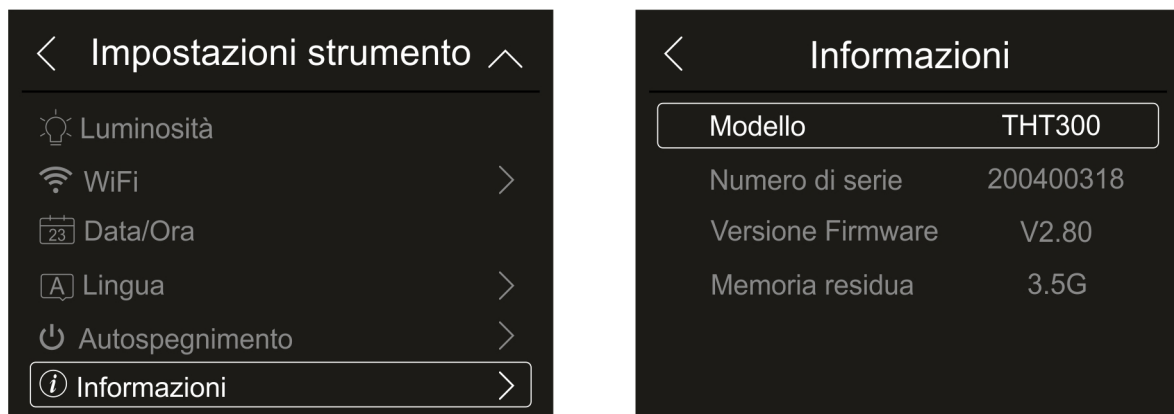 Impostazioni strumento
Luminosità
WiFi
23 Data/Ora
A Lingua
Autospegnimento
i Informazioni
Informazioni
Modello THT300
Numero di serie 200400318
Versione Firmware V2.80
Memoria residua 3.5G